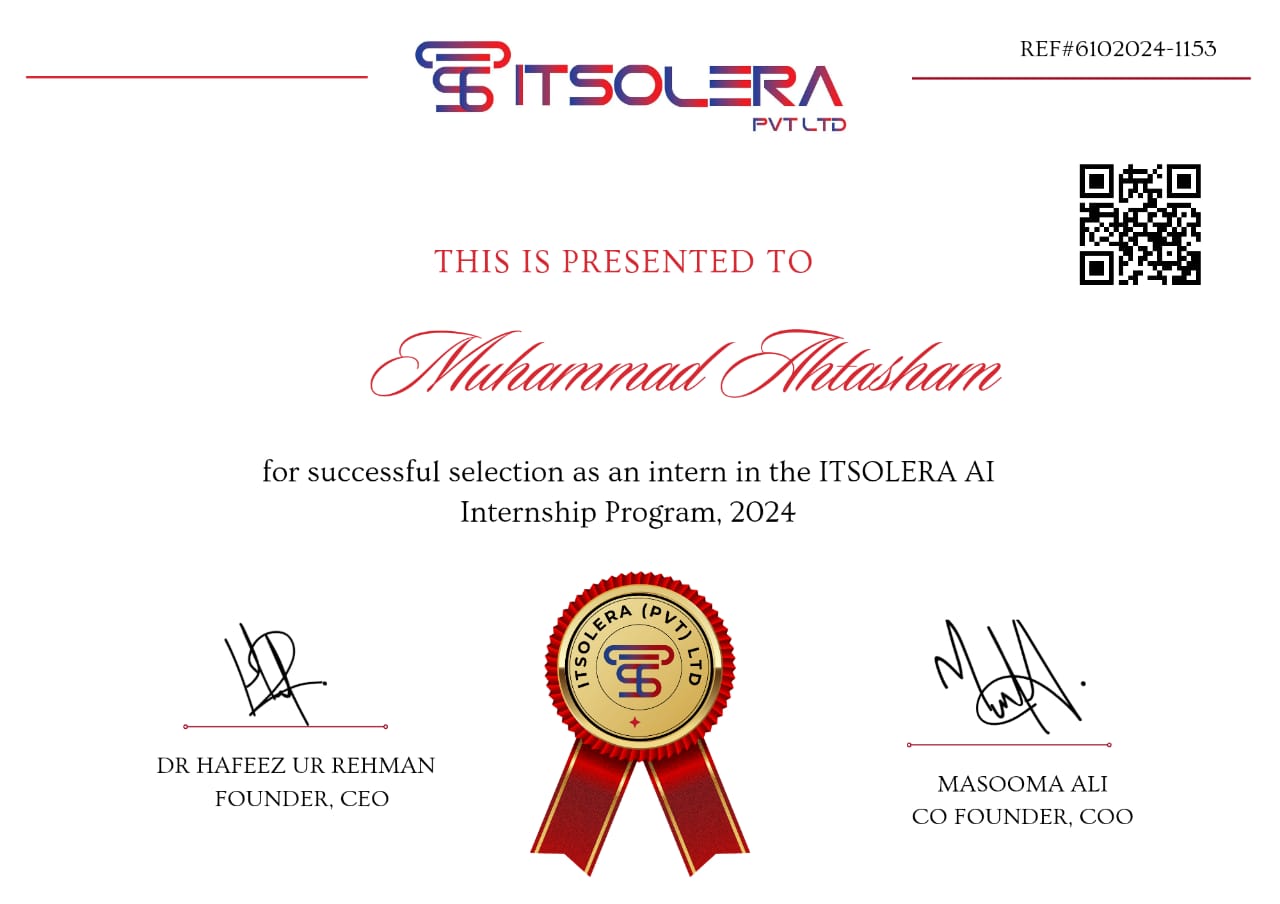 REF#6102024-1153
ITSOLERA
PVT LTD
THIS IS PRESENTED TO
Muhammad Ahtasham
for successful selection as an intern in the ITSOLERA AI
Internship Program, 2024
ITSOLERA (PVT) LTD
DR HAFEEZ UR REHMAN
FOUNDER, CEO
MASOOMA ALI
CO FOUNDER, COO